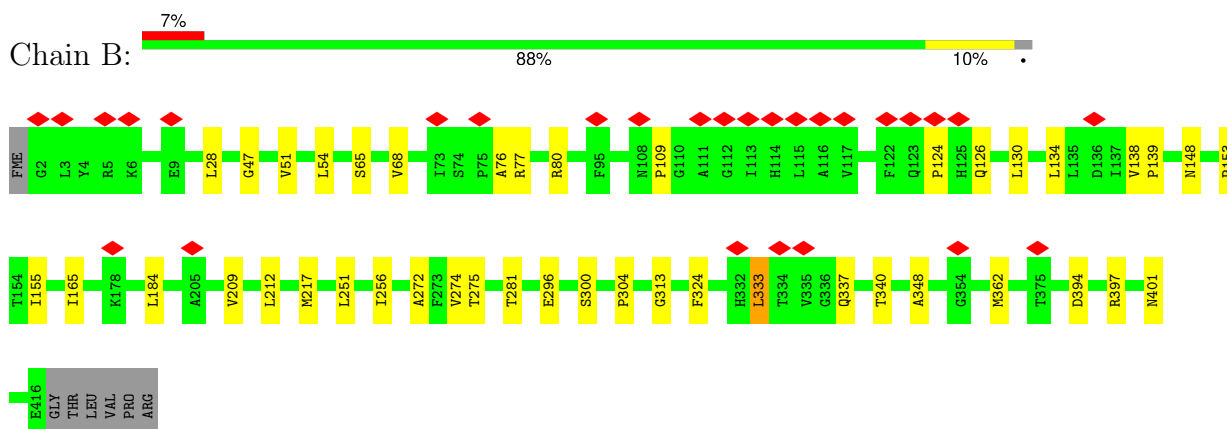 7%
Chain B:
88% 10% •
FME G2 L3 Y4 R5 K6 E9 L28 G47 V51 L54 S65 V68 I73 S74 P75 A76 R77 R80 F95 N108 P109 G110 A111 G112 I113 H114 L115 A116 V117 F122 Q123 P124 H125 Q126 L130 L134 L135 D136 I137 V138 P139 N148
T154 I155 I165 K178 L184 A205 V209 L212 M217 L251 I256 A272 F273 V274 T275 T281 E296 S300 P304 G313 F324 H332 L333 T334 V335 G336 Q337 T340 A348 G354 M362 T375 D394 R397 N401
E416 GLY THR LEU VAL PRO ARG